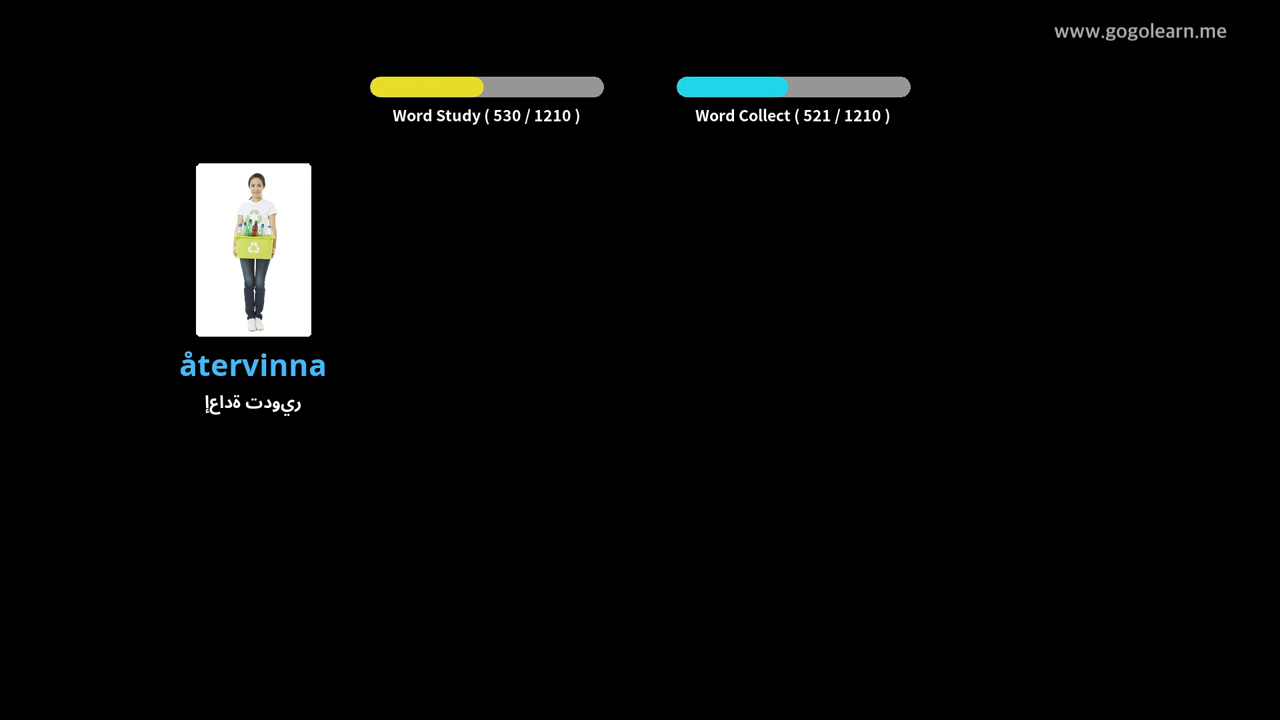 www.gogolearn.me
Word Study ( 530 / 1210 )
Word Collect ( 521 / 1210 )
återvinna
إعادة تدوير